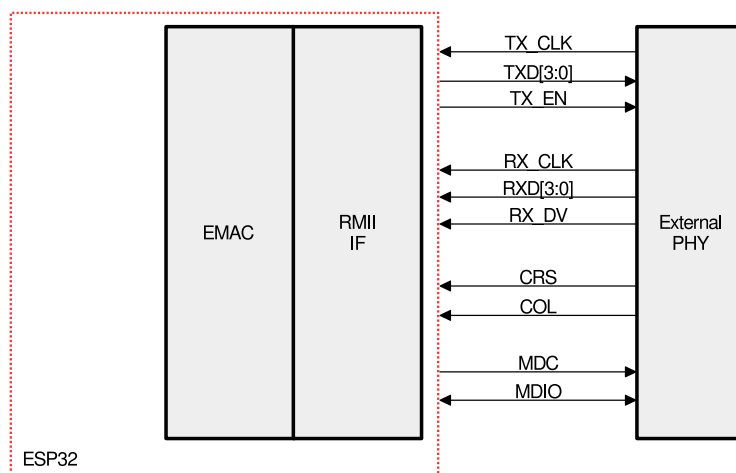 TX_CLK
TXD[3:0]
TX_EN
RX_CLK
RXD[3:0]
RX_DV
EMAC
RMII
IF
External
PHY
CRS
COL
MDC
MDIO
ESP32